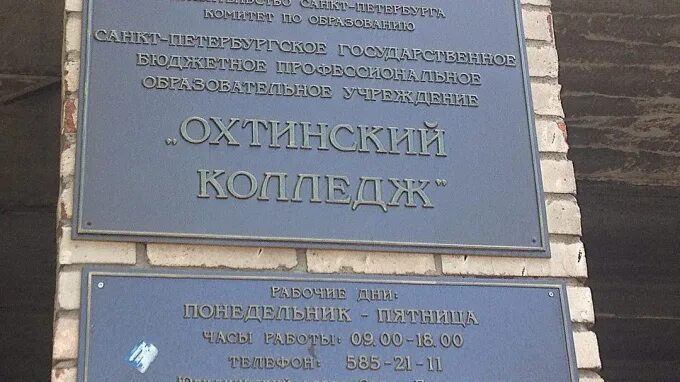 САНКТ-ПЕТЕРБУРГА
КОМИТЕТ ПО ОБРАЗОВАНИЮ
САНКТ-ПЕТЕРБУРГСКОЕ ГОСУДАРСТВЕННОЕ
БЮДЖЕТНОЕ ПРОФЕССИОНАЛЬНОЕ
ОБРАЗОВАТЕЛЬНОЕ УЧРЕЖДЕНИЕ
„ОХТИНСКИЙ
КОЛЛЕДЖ"
РАБОЧИЕ ДНИ:
ПОНЕДЕЛЬНИК - ПЯТНИЦА
ЧАСЫ РАБОТЫ: 09.00-18.00
ТЕЛЕФОН: 585-21-11